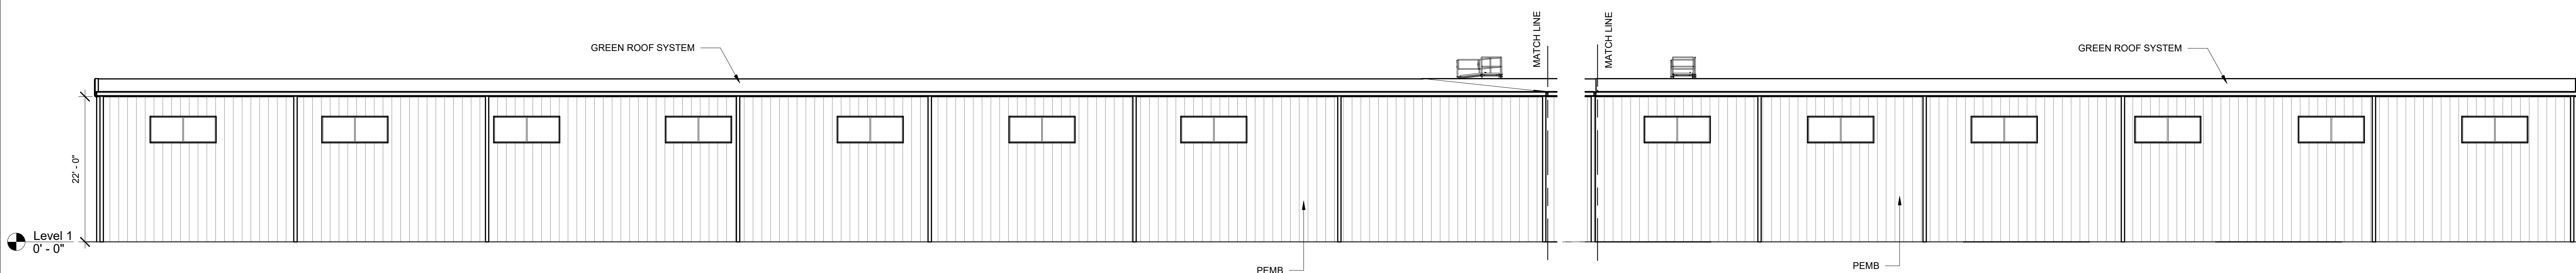 GREEN ROOF SYSTEM
MATCH LINE
MATCH LINE
GREEN ROOF SYSTEM
22' - 0"
Level 1
0' - 0"
PEMB
PEMB